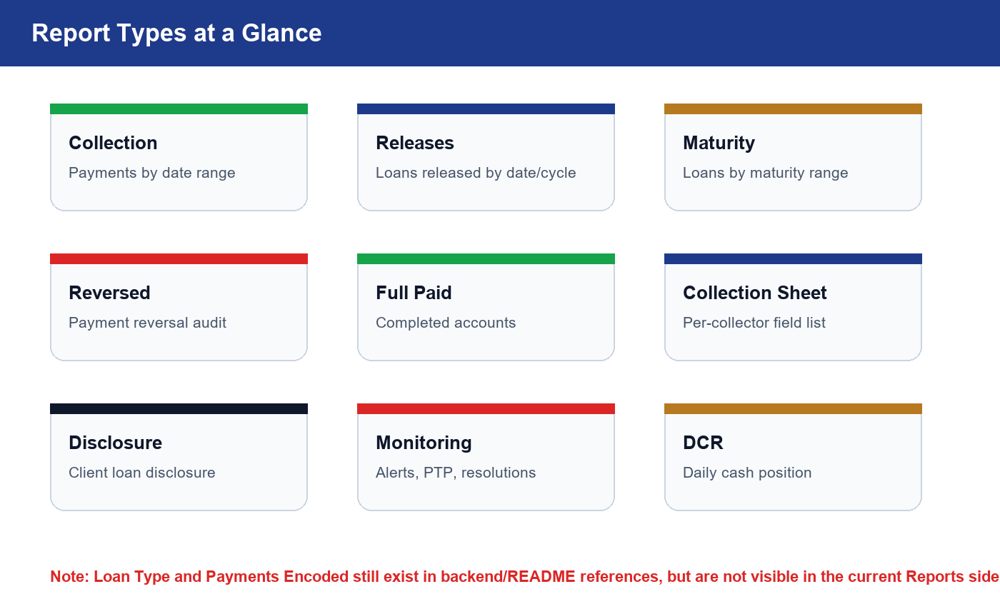 Report Types at a Glance
Collection
Payments by date range
Releases
Loans released by date/cycle
Maturity
Loans by maturity range
Reversed
Payment reversal audit
Full Paid
Completed accounts
Collection Sheet
Per-collector field list
Disclosure
Client loan disclosure
Monitoring
Alerts, PTP, resolutions
DCR
Daily cash position
Note: Loan Type and Payments Encoded still exist in backend/README references, but are not visible in the current Reports side